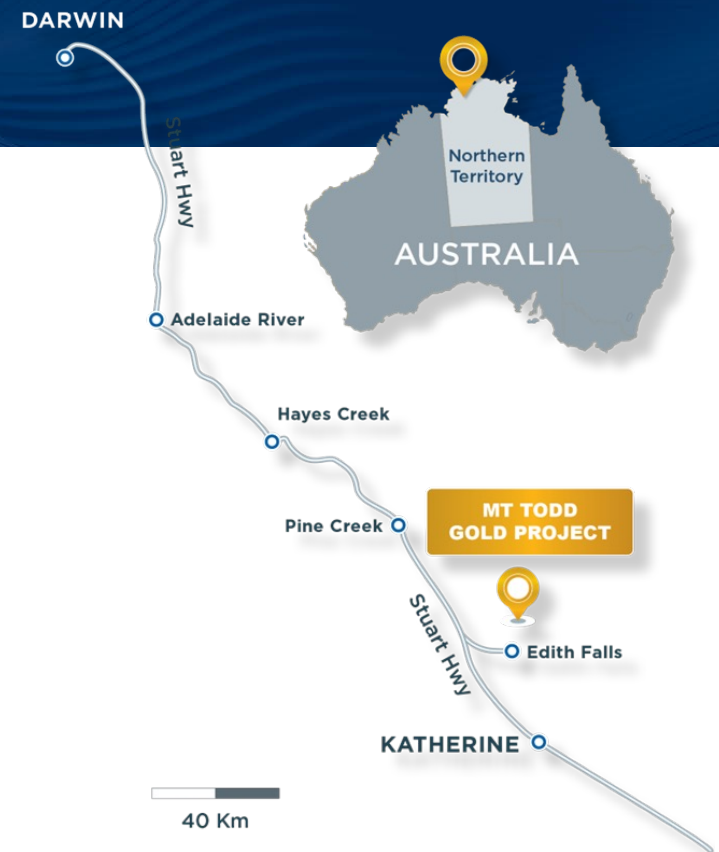 DARWIN
Stuart Hwy
Northern
Territory
AUSTRALIA
Adelaide River
Hayes Creek
MT TODD
GOLD PROJECT
Pine Creek
Stuart Hwy
Edith Falls
KATHERINE
40 Km